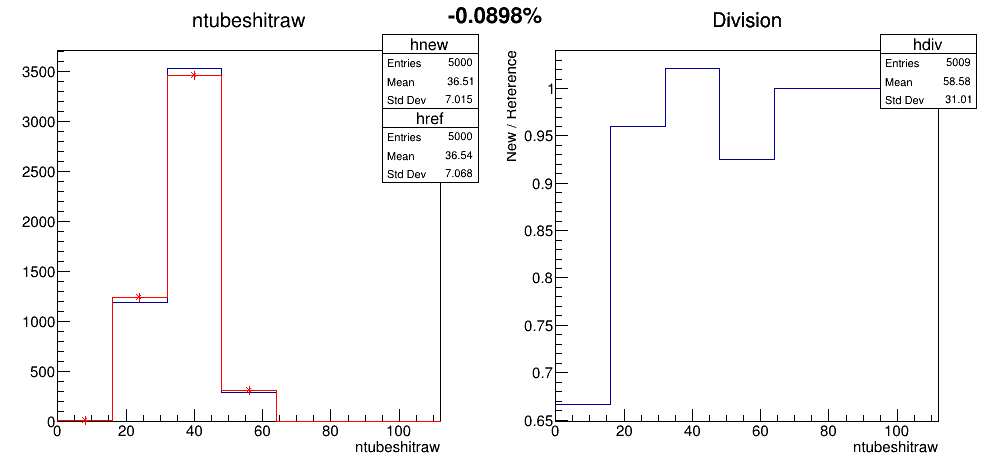 -0.0898%
ntubeshitraw
hnew
Entries 5000
Mean 36.51
Std Dev 7.015
href
Entries 5000
Mean 36.54
Std Dev 7.068
3500
3000
2500
2000
1500
1000
500
0
0 20 40 60 80 100
ntubeshitraw
Division
hdiv
Entries 5009
Mean 58.58
Std Dev 31.01
New / Reference
1
0.95
0.9
0.85
0.8
0.75
0.7
0.65
0 20 40 60 80 100
ntubeshitraw